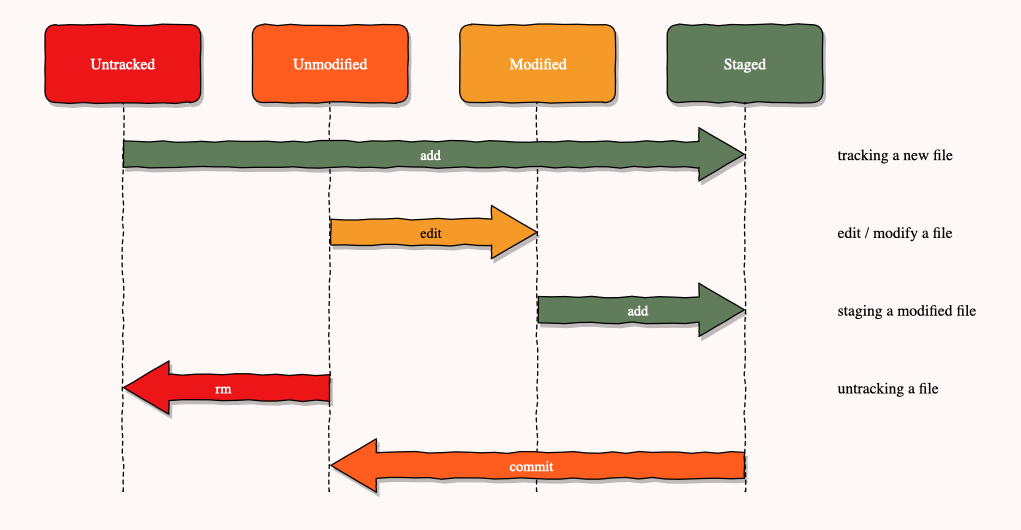 Untracked
Unmodified
Modified
Staged
add
tracking a new file
edit
edit / modify a file
add
staging a modified file
rm
untracking a file
commit